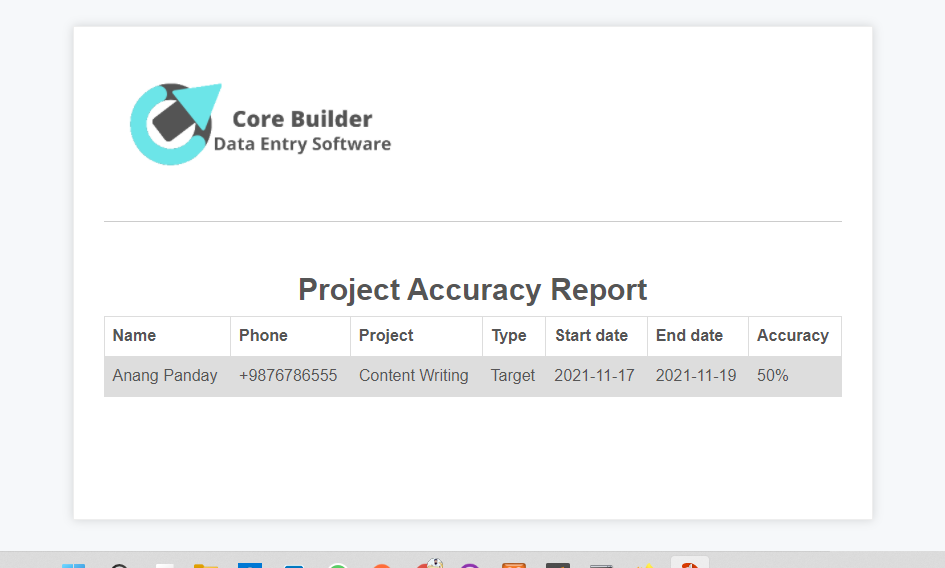 Core Builder
Data Entry Software
Project Accuracy Report
Name Phone Project Type Start date End date Accuracy
Anang Panday +9876786555 Content Writing Target 2021-11-17 2021-11-19 50%